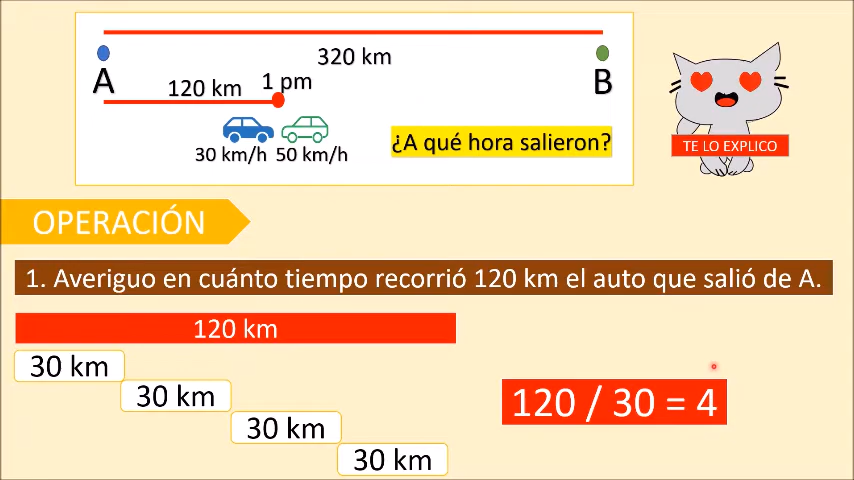 320 km
A
B
120 km
1 pm
30 km/h
50 km/h
¿A qué hora salieron?
TE LO EXPLICO
OPERACIÓN
1. Averiguo en cuánto tiempo recorrió 120 km el auto que salió de A.
120 km
30 km
30 km
30 km
30 km
120 / 30 = 4